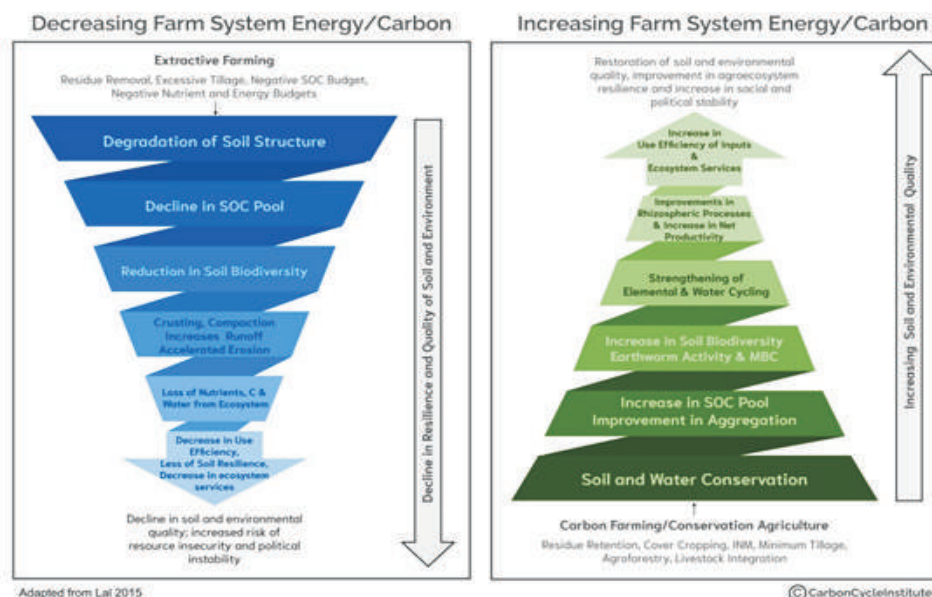 Decreasing Farm System Energy/Carbon
Extractive Farming
Residue Removal, Excessive Tillage, Negative SOC Budget,
Negative Nutrient and Energy Budgets
Degradation of Soil Structure
Decline in SOC Pool
Reduction in Soil Biodiversity
Crusting, Compaction
Increases Runoff
Accelerated Erosion
Loss of Nutrients, C &
Water from Ecosystem
Decrease in Use
Efficiency,
Less of Soil Resilience,
Decrease in ecosystem
services
Decline in soil and environmental
quality; increased risk of
resource insecurity and political
instability
Decline in Resilience and Quality of Soil and Environment
Adapted from Lal 2015
Increasing Farm System Energy/Carbon
Restoration of soil and environmental
quality, improvement in agroecosystem
resilience and increase in social and
political stability
Increase in
Use Efficiency of Inputs
&
Ecosystem Services
Improvements in
Rhizospheric Processes
& Increase in Net
Productivity
Strengthening of
Elemental & Water Cycling
Increase in Soil Biodiversity
Earthworm Activity & MBC
Increase in SOC Pool
Improvement in Aggregation
Soil and Water Conservation
Carbon Farming/Conservation Agriculture
Residue Retention, Cover Cropping, INM, Minimum Tillage,
Agroforestry, Livestock Integration
Increasing Soil and Environmental Quality
©CarbonCycleInstitute